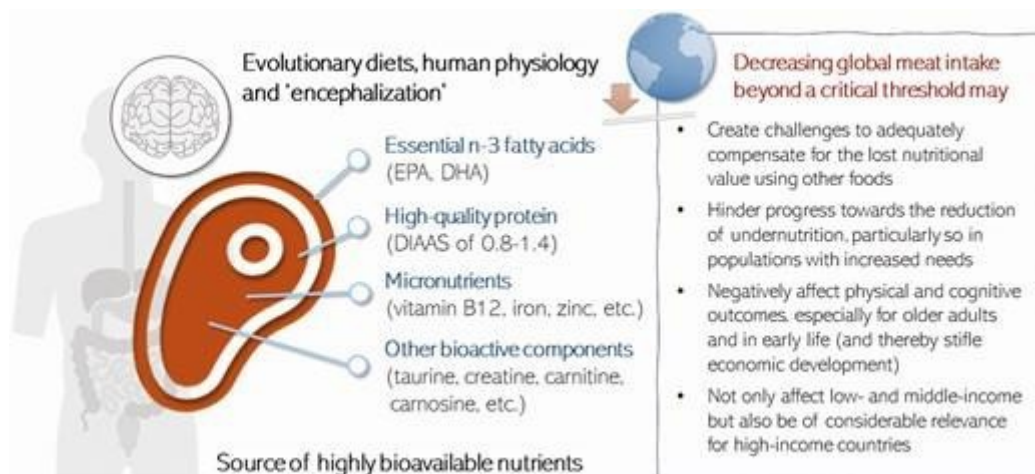 Evolutionary diets, human physiology
and 'encephalization'
Essential n-3 fatty acids
(EPA, DHA)
High-quality protein
(DIAAS of 0.8-1.4)
Micronutrients
(vitamin B12, iron, zinc, etc.)
Other bioactive components
(taurine, creatine, carnitine,
carnosine, etc.)
Source of highly bioavailable nutrients
Decreasing global meat intake
beyond a critical threshold may
• Create challenges to adequately
compensate for the lost nutritional
value using other foods
• Hinder progress towards the reduction
of undernutrition, particularly so in
populations with increased needs
• Negatively affect physical and cognitive
outcomes, especially for older adults
and in early life (and thereby stifle
economic development)
• Not only affect low- and middle-income
but also be of considerable relevance
for high-income countries